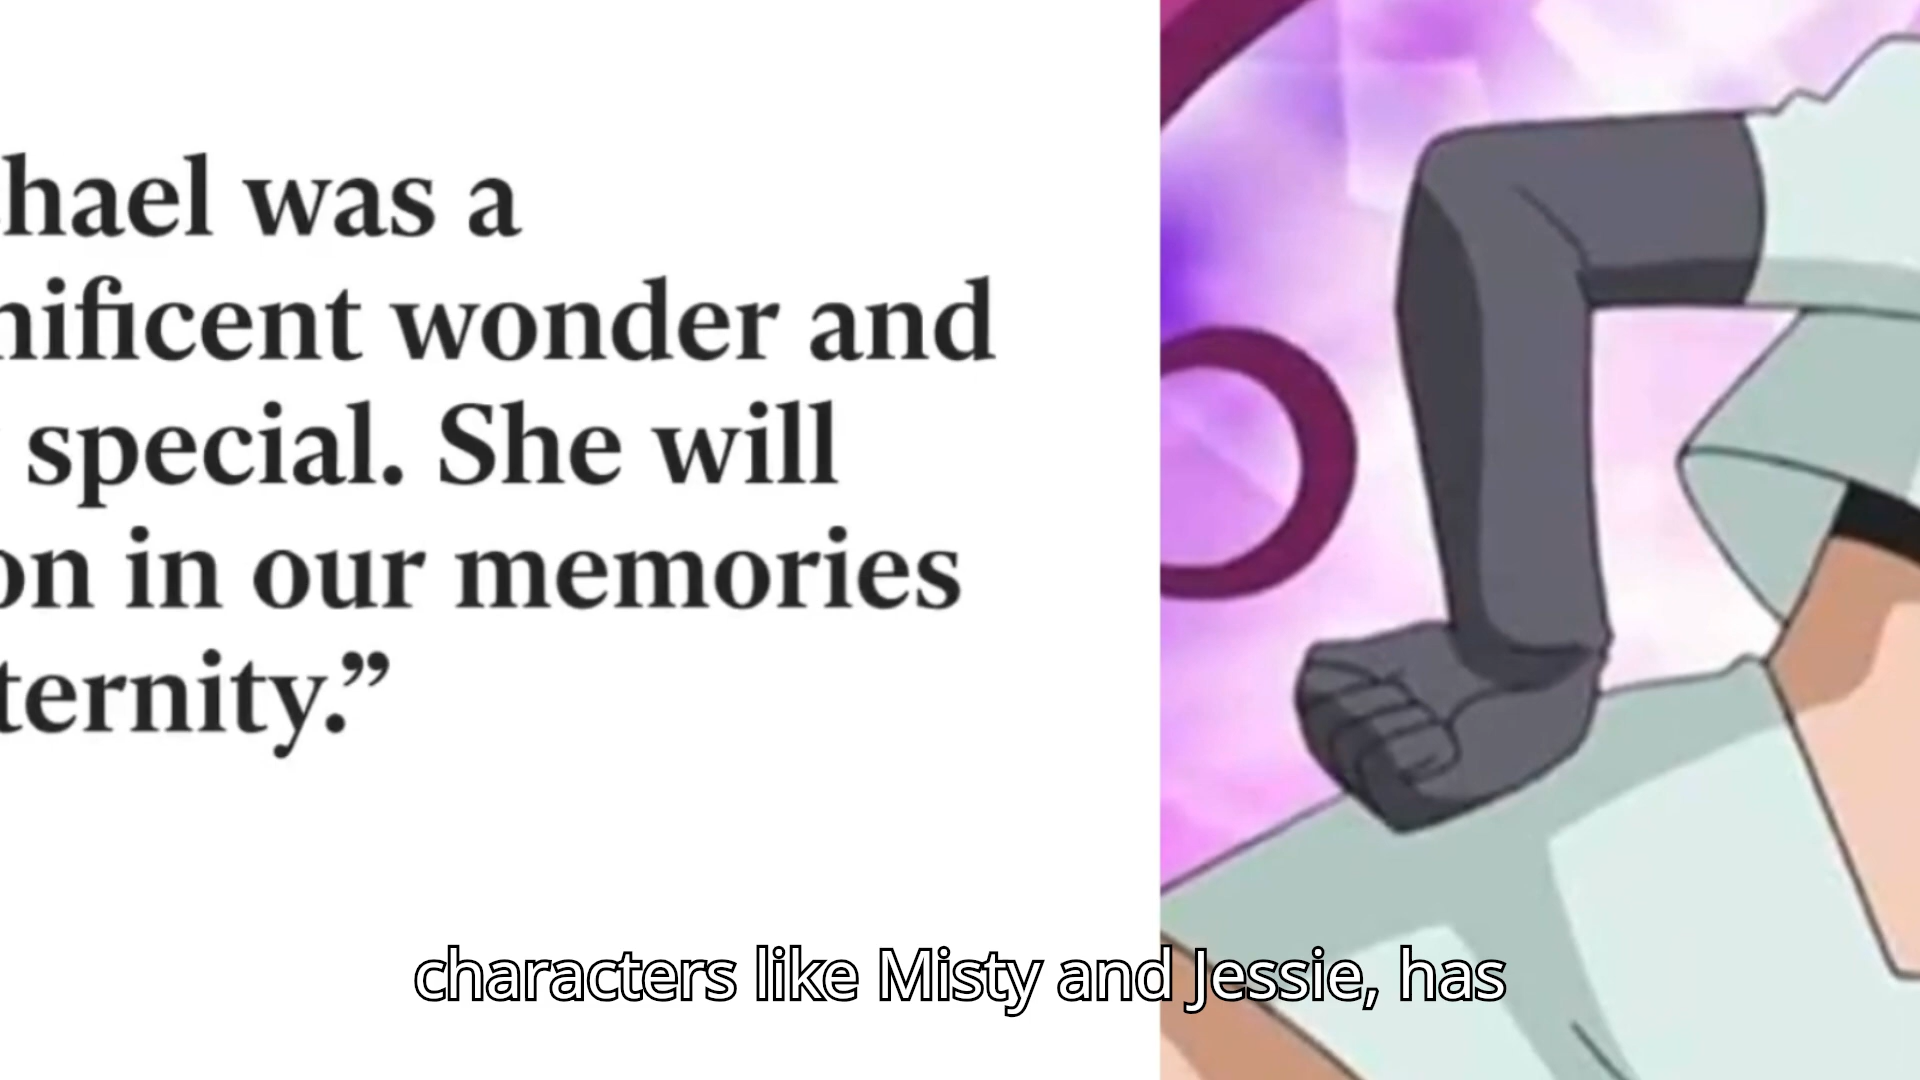 hael was a
nificent wonder and
special. She will
on in our memories
ternity.”
characters like Misty and Jessie, has